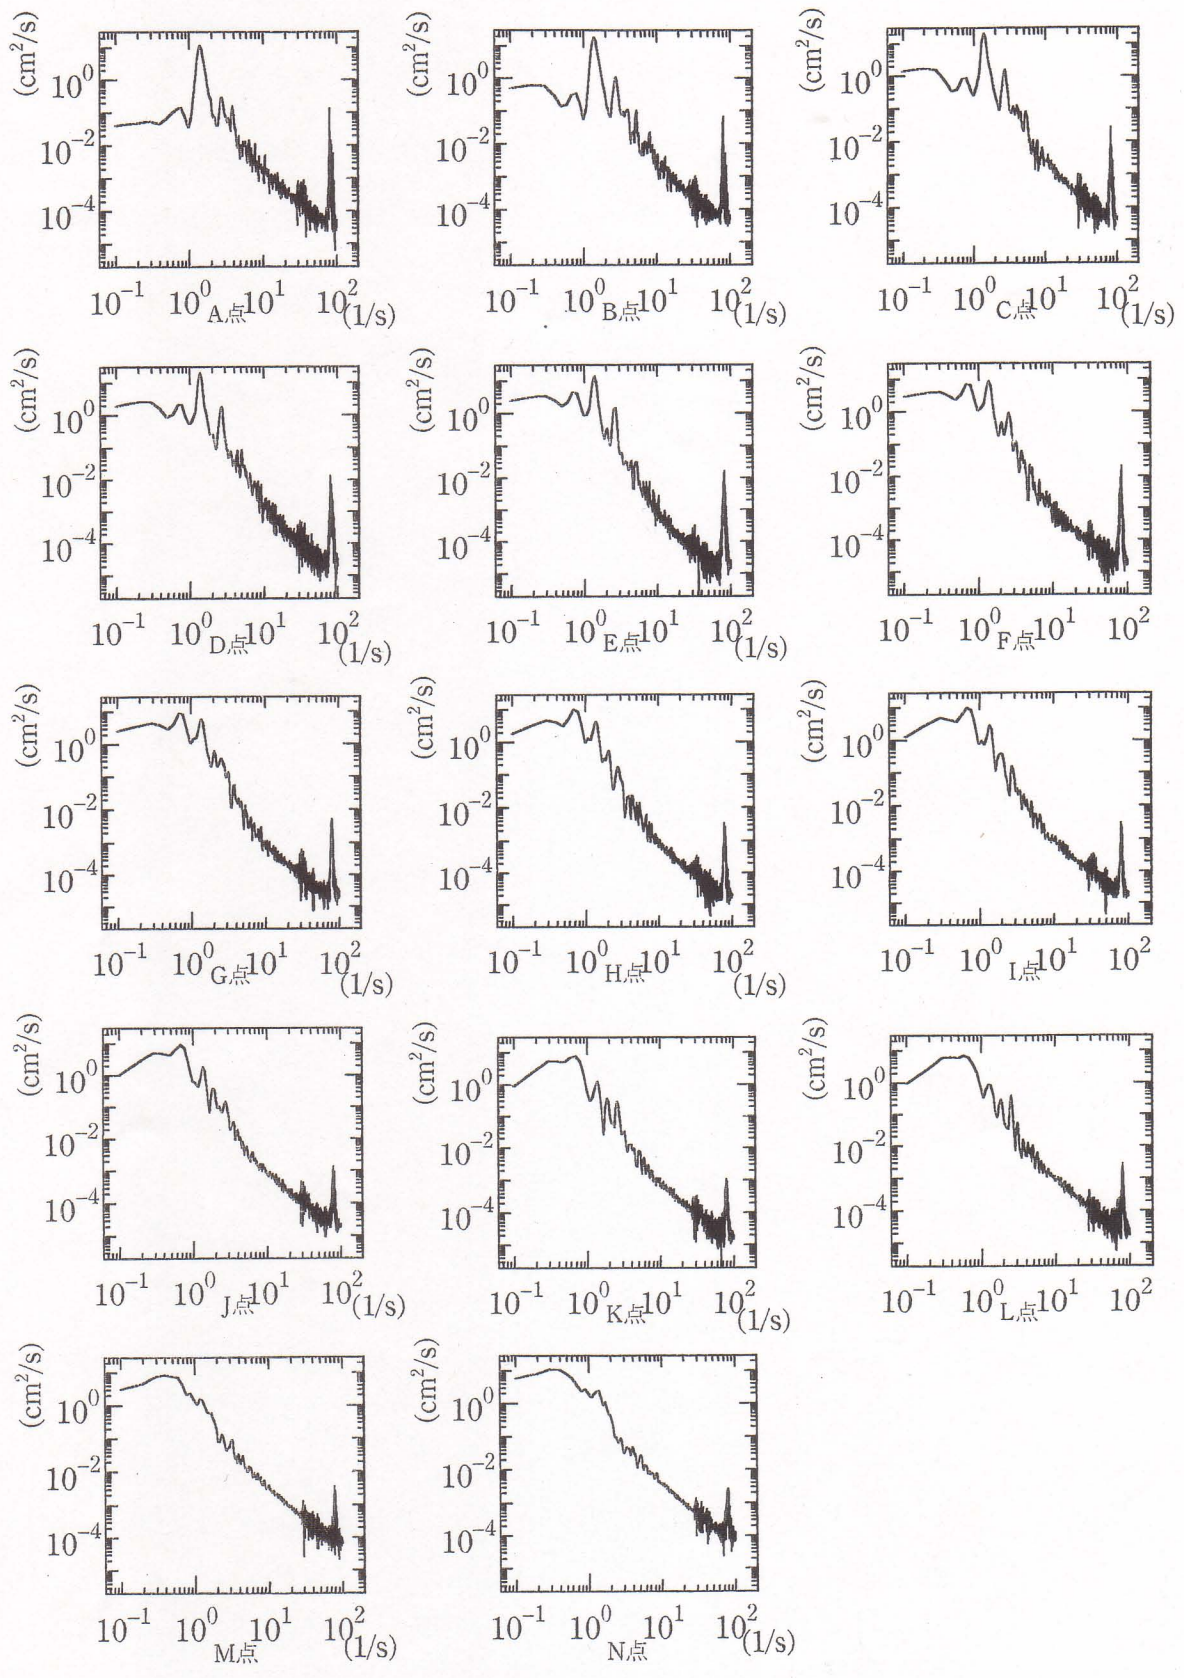 (cm²/s) (cm²/s) (cm²/s)
10⁰ 10⁰ 10⁰
10⁻² 10⁻² 10⁻²
10⁻⁴ 10⁻⁴ 10⁻⁴
10⁻¹ 10⁰ 10¹ 10² 10⁻¹ 10⁰ 10¹ 10² 10⁻¹ 10⁰ 10¹ 10²
A点 (1/s) B点 (1/s) C点 (1/s)
(cm²/s) (cm²/s) (cm²/s)
10⁰ 10⁰ 10⁰
10⁻² 10⁻² 10⁻²
10⁻⁴ 10⁻⁴ 10⁻⁴
10⁻¹ 10⁰ 10¹ 10² 10⁻¹ 10⁰ 10¹ 10² 10⁻¹ 10⁰ 10¹ 10²
D点 (1/s) E点 (1/s) F点
(cm²/s) (cm²/s) (cm²/s)
10⁰ 10⁰ 10⁰
10⁻² 10⁻² 10⁻²
10⁻⁴ 10⁻⁴ 10⁻⁴
10⁻¹ 10⁰ 10¹ 10² 10⁻¹ 10⁰ 10¹ 10² 10⁻¹ 10⁰ 10¹ 10²
G点 (1/s) H点 (1/s) I点
(cm²/s) (cm²/s) (cm²/s)
10⁰ 10⁰ 10⁰
10⁻² 10⁻² 10⁻²
10⁻⁴ 10⁻⁴ 10⁻⁴
10⁻¹ 10⁰ 10¹ 10² 10⁻¹ 10⁰ 10¹ 10² 10⁻¹ 10⁰ 10¹ 10²
J点 (1/s) K点 (1/s) L点
(cm²/s) (cm²/s)
10⁰ 10⁰
10⁻² 10⁻²
10⁻⁴ 10⁻⁴
10⁻¹ 10⁰ 10¹ 10² 10⁻¹ 10⁰ 10¹ 10²
M点 (1/s) N点 (1/s)